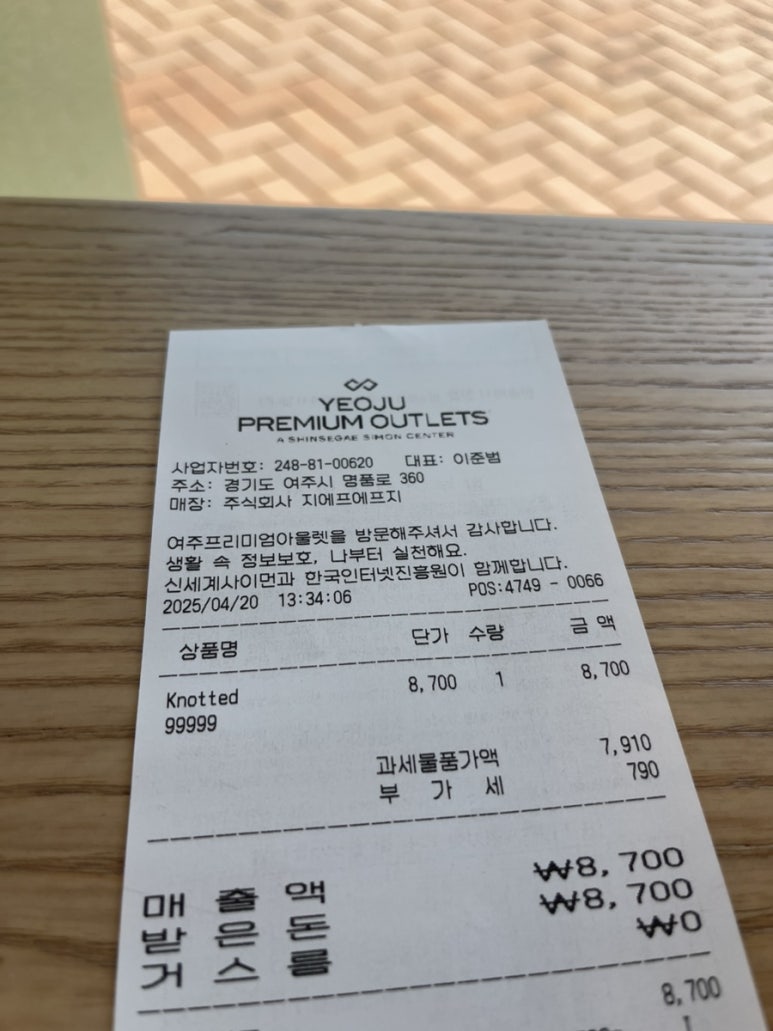 YEOJU
PREMIUM OUTLETS
A SHINSEGAE SIMON CENTER
사업자번호: 248-81-00620 대표: 이준범
주소: 경기도 여주시 명품로 360
매장: 주식회사 지에프에프지
여주프리미엄아울렛을 방문해주셔서 감사합니다.
생활 속 정보보호, 나부터 실천해요.
신세계사이먼과 한국인터넷진흥원이 함께합니다.
2025/04/20 13:34:06 POS:4749 - 0066
상품명 단가 수량 금 액
Knotted 8,700 1 8,700
99999
과세물품가액 7,910
부 가 세 790
매 출 액 ₩8,700
받 은 돈 ₩8,700
거 스 름 ₩0
8,700